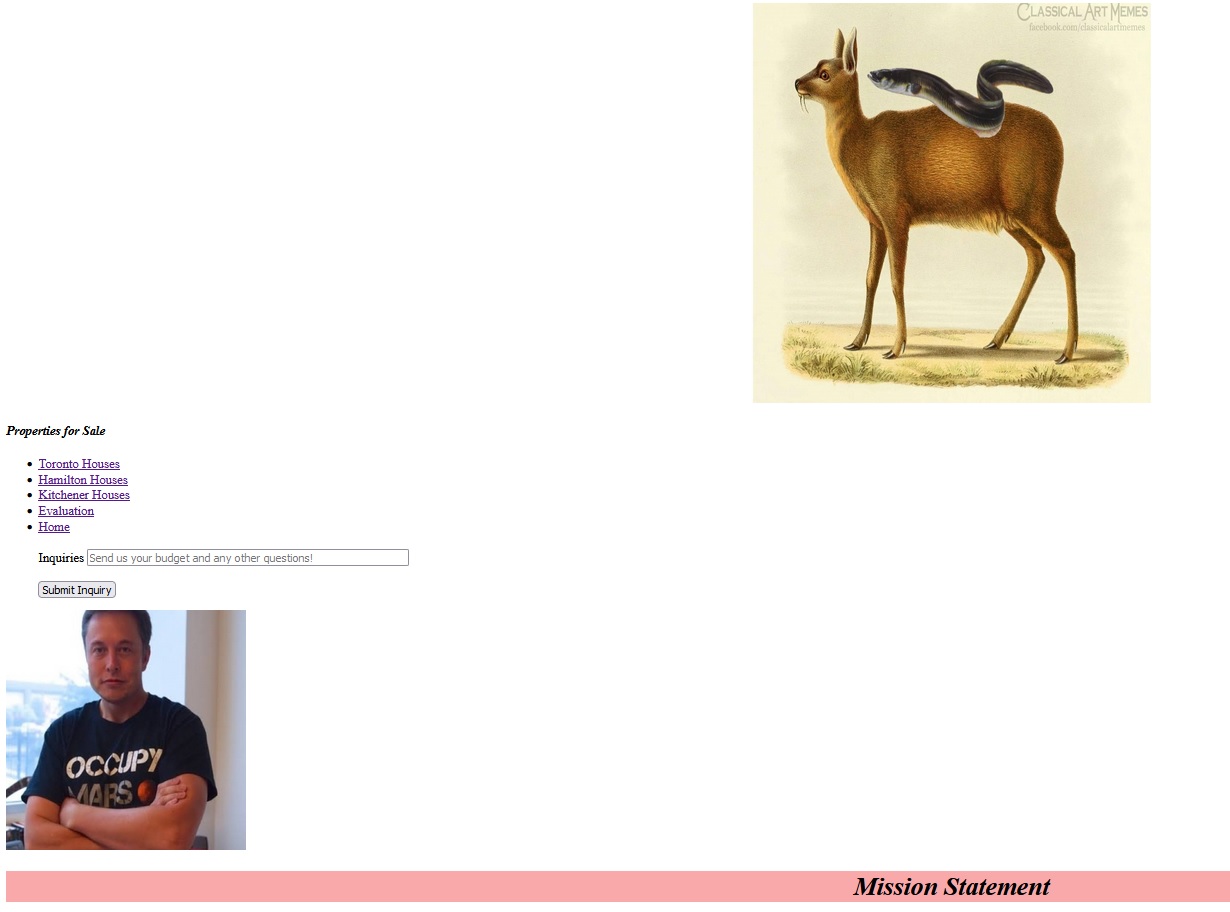 CLASSICAL ART MEMES
facebook.com/classicalartmemes
Properties for Sale
Toronto Houses
Hamilton Houses
Kitchener Houses
Evaluation
Home
Inquiries Send us your budget and any other questions!
Submit Inquiry
OCCUPY
MARS
Mission Statement